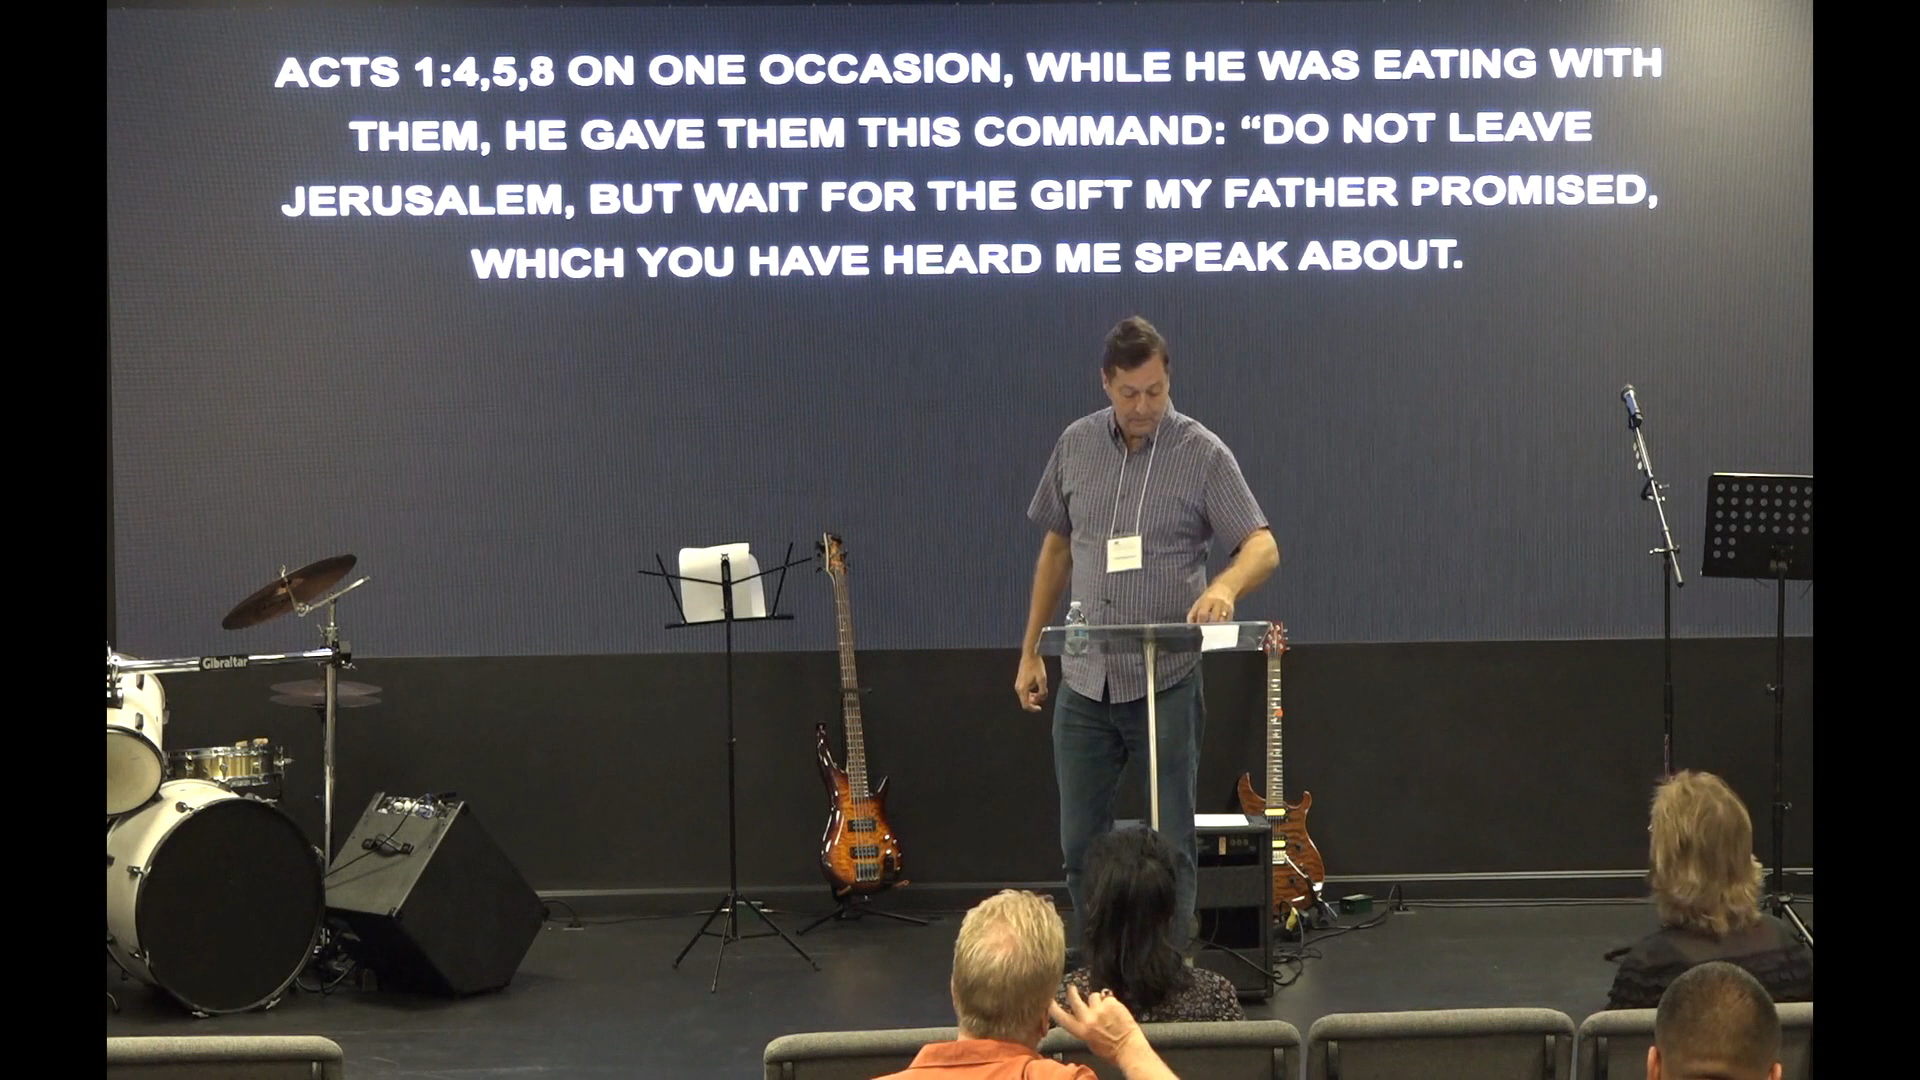 ACTS 1:4,5,8 ON ONE OCCASION, WHILE HE WAS EATING WITH
THEM, HE GAVE THEM THIS COMMAND: “DO NOT LEAVE
JERUSALEM, BUT WAIT FOR THE GIFT MY FATHER PROMISED,
WHICH YOU HAVE HEARD ME SPEAK ABOUT.
Gibraltar